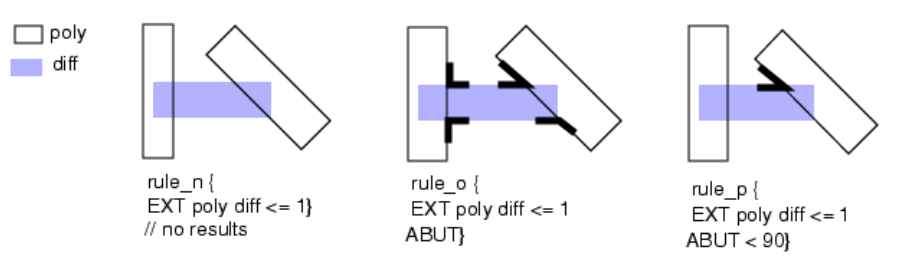 poly
diff
rule_n {
EXT poly diff <= 1}
// no results
rule_o {
EXT poly diff <= 1
ABUT}
rule_p {
EXT poly diff <= 1
ABUT < 90}